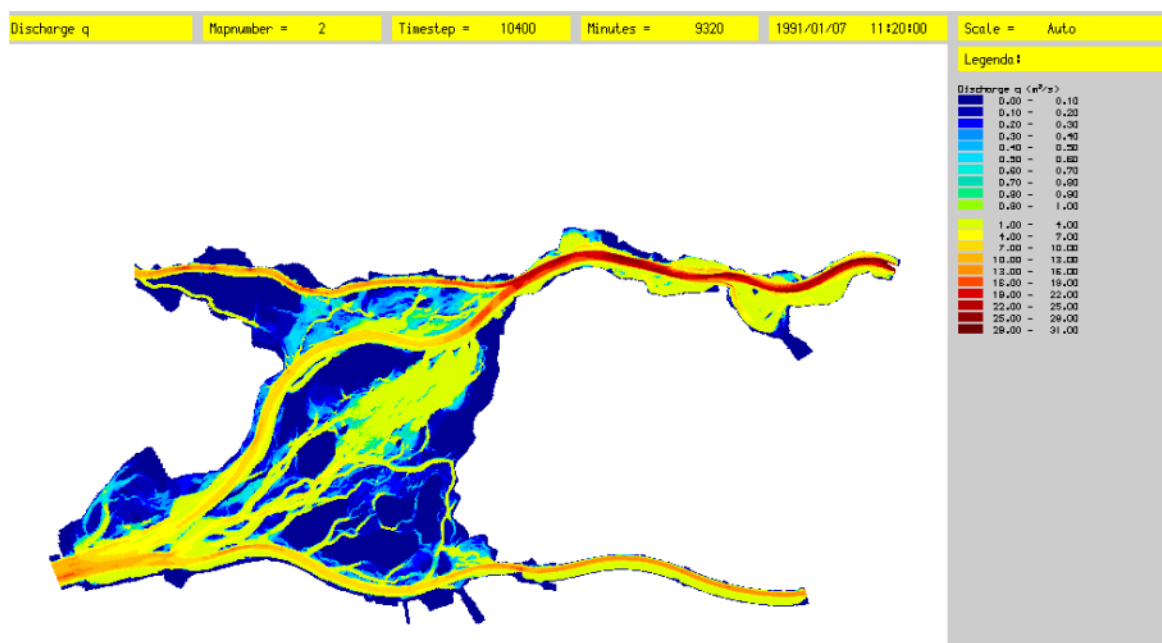 Discharge q Mapnumber = 2 Timestep = 10400 Minutes = 9320 1991/01/07 11:20:00 Scale = Auto
Legenda:
Discharge q (m²/s)
0.00 - 0.10
0.10 - 0.20
0.20 - 0.30
0.30 - 0.40
0.40 - 0.50
0.50 - 0.60
0.60 - 0.70
0.70 - 0.80
0.80 - 0.90
0.90 - 1.00
1.00 - 4.00
4.00 - 7.00
7.00 - 10.00
10.00 - 13.00
13.00 - 16.00
16.00 - 19.00
19.00 - 22.00
22.00 - 25.00
25.00 - 28.00
28.00 - 31.00